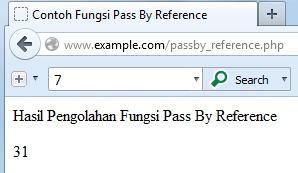 Contoh Fungsi Pass By Reference
www.example.com/passby_reference.php
7
Search
Hasil Pengolahan Fungsi Pass By Reference
31